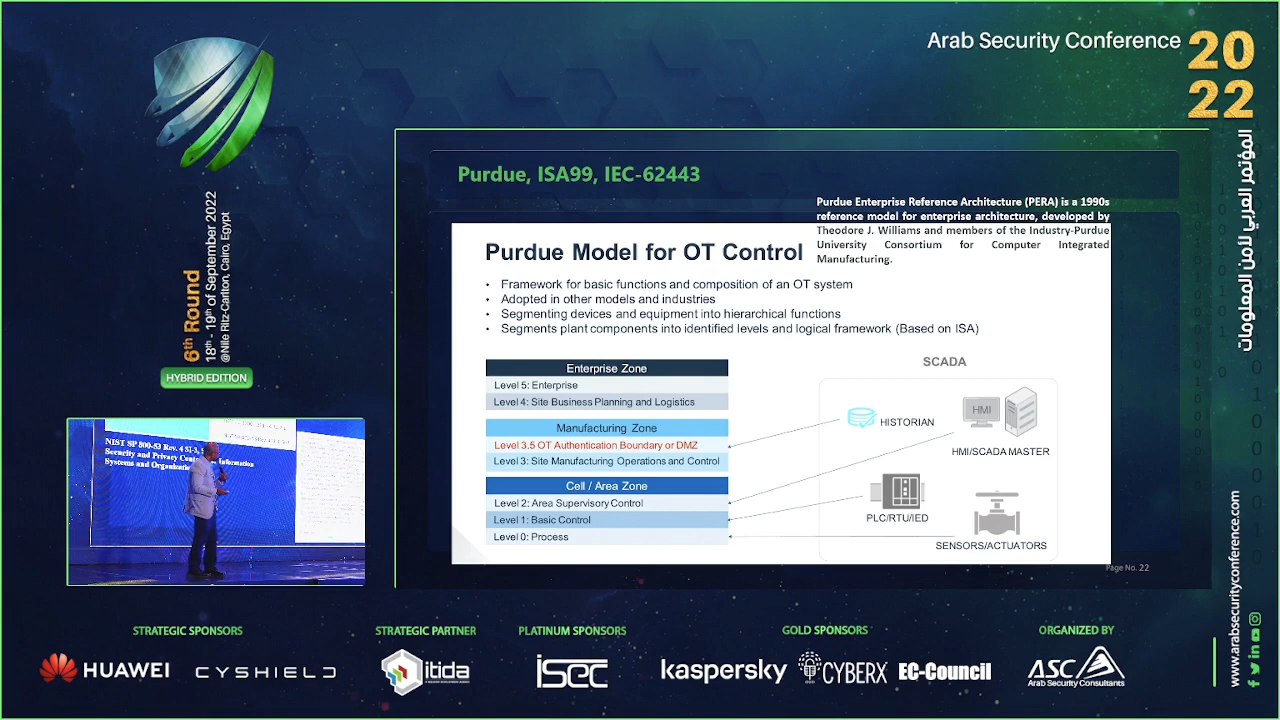 Arab Security Conference
20
22
المؤتمر العربي لأمن المعلومات
6th Round
18th - 19th of September 2022
@Nile Ritz-Carlton, Cairo, Egypt
HYBRID EDITION
Purdue, ISA99, IEC-62443
Purdue Enterprise Reference Architecture (PERA) is a 1990s
reference model for enterprise architecture, developed by
Theodore J. Williams and members of the Industry-Purdue
University Consortium for Computer Integrated
Manufacturing.
Purdue Model for OT Control
• Framework for basic functions and composition of an OT system
• Adopted in other models and industries
• Segmenting devices and equipment into hierarchical functions
• Segments plant components into identified levels and logical framework (Based on ISA)
Enterprise Zone
Level 5: Enterprise
Level 4: Site Business Planning and Logistics
Manufacturing Zone
Level 3.5 OT Authentication Boundary or DMZ
Level 3: Site Manufacturing Operations and Control
Cell / Area Zone
Level 2: Area Supervisory Control
Level 1: Basic Control
Level 0: Process
SCADA
HISTORIAN
HMI
HMI/SCADA MASTER
PLC/RTU/IED
SENSORS/ACTUATORS
Page No. 22
NIST SP 800-53 Rev. 4 SI-3,
Security and Privacy Information
Systems and
www.arabsecurityconference.com
STRATEGIC SPONSORS
HUAWEI
CYSHIELD
STRATEGIC PARTNER
itida
PLATINUM SPONSORS
isec
GOLD SPONSORS
kaspersky
CYBERX
EC-Council
ORGANIZED BY
ASC
Arab Security Consultants